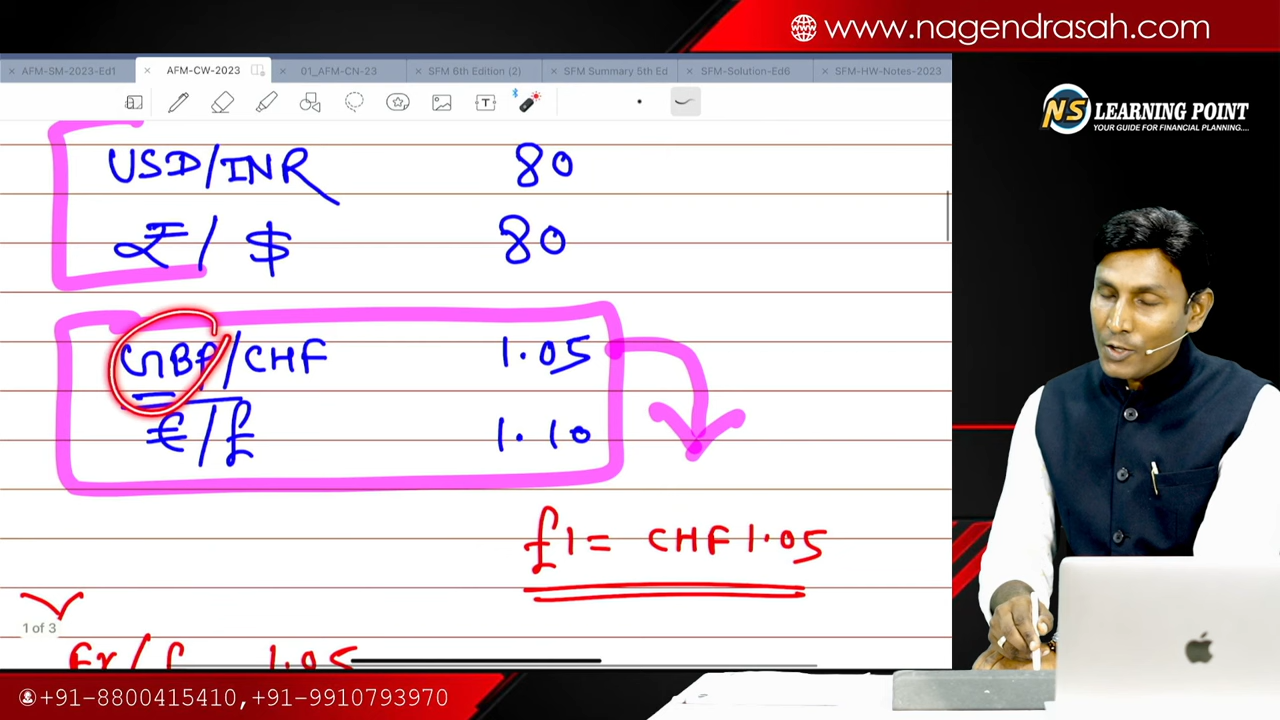 www.nagendrasah.com
AFM-SM-2023-Ed1
AFM-CW-2023
01_AFM-CN-23
SFM 6th Edition (2)
SFM Summary 5th Ed
SFM-Solution-Ed6
SFM-HW-Notes-2023
NS LEARNING POINT
YOUR GUIDE FOR FINANCIAL PLANNING....
USD/INR 80
₹/$ 80
GBP/CHF 1.05
€/£ 1.10
£1 = CHF 1.05
1 of 3
1.05
+91-8800415410,+91-9910793970